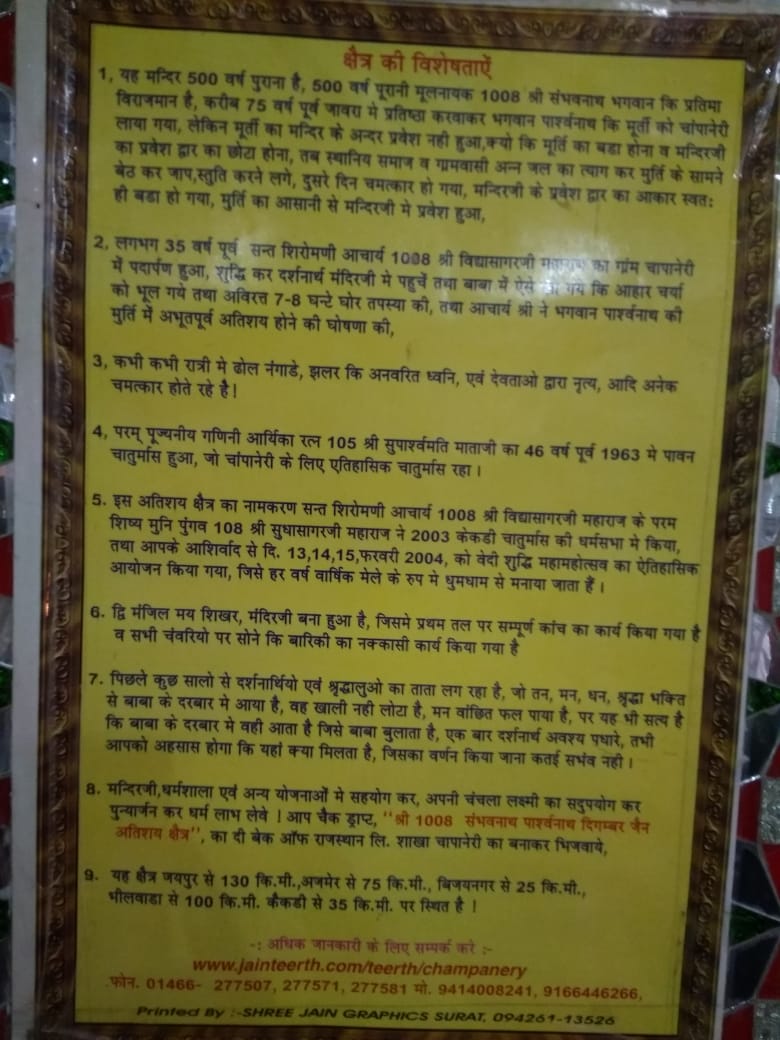 क्षैत्र की विशेषताऐं
1, यह मन्दिर 500 वर्ष पुराना है, 500 वर्ष पूरानी मूलनायक 1008 श्री संभवनाथ भगवान कि प्रतिमा
विराजमान है, करीब 75 वर्ष पूर्व जावरा मे प्रतिष्ठा करवाकर भगवान पार्श्वनाथ कि मूर्ती को चांपानेरी
लाया गया, लेकिन मूर्ती का मन्दिर के अन्दर प्रवेश नही हुआ,क्यो कि मूर्ति का बडा होना व मन्दिरजी
का प्रवेश द्वार का छोटा होना, तब स्थानिय समाज व गामवासी अन्न जल का त्याग कर मुर्ति के सामने
बेठ कर जाप,स्तुति करने लगे, दुसरे दिन चमत्कार हो गया, मन्दिरजी के प्रवेश द्वार का आकार स्वतः
ही बडा हो गया, मुर्ति का आसानी से मन्दिरजी मे प्रवेश हुआ,
2, लगभग 35 वर्ष पूर्व सन्त शिरोमणी आचार्य 1008 श्री विद्यासागरजी महाराज का गॉम चापानेरी
में पदार्पण हुआ, शुद्धि कर दर्शनार्थ मंदिरजी मे पहुचें तथा बाबा में ऐसे गये कि आहार चर्या
को भूल गये तथा अविरत्त 7-8 घन्टे घोर तपस्या की, तथा आचार्य श्री ने भगवान पार्श्वनाथ की
मुर्ति में अभूतपूर्व अतिशय होने की घोषणा की,
3, कभी कभी रात्री मे ढोल नंगाडे, झलर कि अनवरित ध्वनि, एवं देवताओ द्वारा नृत्य, आदि अनेक
चमत्कार होते रहे है!
4, परम् पूज्यनीय गणिनी आर्यिका रत्न 105 श्री सुपार्श्वमति माताजी का 46 वर्ष पूर्व 1963 मे पावन
चातुर्मास हुआ, जो चांपानेरी के लिए एतिहासिक चातुर्मास रहा ।
5. इस अतिशय क्षैत्र का नामकरण सन्त शिरोमणी आचार्य 1008 श्री विद्यासागरजी महाराज के परम
शिष्य मुनि पुंगव 108 श्री सुधासागरजी महाराज ने 2003 केकडी चातुर्मास की धर्मसभा मे किया,
तथा आपके आशिर्वाद से दि. 13,14,15,फरवरी 2004, को वेदी शुद्धि महामहोत्सव का ऐतिहासिक
आयोजन किया गया, जिसे हर वर्ष वार्षिक मेले के रुप मे धुमधाम से मनाया जाता हैं ।
6. द्वि मंजिल मय शिखर, मंदिरजी बना हुआ है, जिसमे प्रथम तल पर सम्पूर्ण कांच का कार्य किया गया है
व सभी चंवरियो पर सोने कि बारिकी का नक्कासी कार्य किया गया है
7. पिछले कुछ सालो से दर्शनार्थियो एवं श्रृद्धालुओ का ताता लग रहा है, जो तन, मन, धन, श्रृद्धा भक्ति
से बाबा के दरबार मे आया है, वह खाली नही लोटा है, मन वांछित फल पाया है, पर यह भी सत्य है
कि बाबा के दरबार मे वही आता है जिसे बाबा बुलाता है, एक बार दर्शनार्थ अवश्य पधारे, तभी
आपको अहसास होगा कि यहां क्या मिलता है, जिसका वर्णन किया जाना कतई सभंव नही ।
8. मन्दिरजी,धर्मशाला एवं अन्य योजनाओं मे सहयोग कर, अपनी चंचला लक्ष्मी का सदुपयोग कर
पुन्यार्जन कर धर्म लाभ लेवे ! आप चैक ड्राप्ट, ''श्री 1008 संभवनाथ पार्श्वनाथ दिगम्बर जैन
अतिशय क्षैत्र'', का दी बेक ऑफ राजस्थान लि. शाखा चापानेरी का बनाकर भिजवाये,
9. यह क्षैत्र जयपुर से 130 कि.मी.,अजमेर से 75 कि.मी., बिजयनगर से 25 कि.मी.,
भीलवाडा से 100 कि.मी. कैकडी से 35 कि.मी. पर स्थित है !
-: अधिक जानकारी के लिए सम्पर्क करे :-
www.jainteerth.com/teerth/champanery
फोन. 01466- 277507, 277571, 277581 मो. 9414008241, 9166446266,
Printed By :-SHREE JAIN GRAPHICS SURAT, 094261-13526